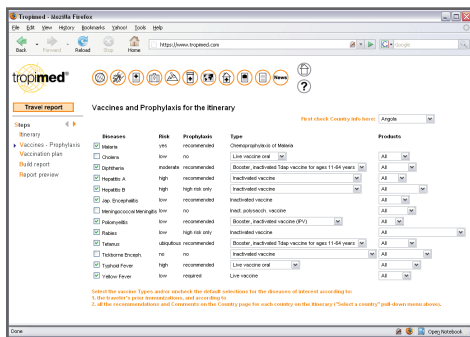 Tropimed - Mozilla Firefox
File Edit View History Bookmarks Yahoo! Tools Help
Back Forward Reload Stop Home https://www.tropimed.com Google
tropimed®
News
Travel report
Vaccines and Prophylaxis for the itinerary
First check Country info here: Angola
Steps
Itinerary
Vaccines - Prophylaxis
Vaccination plan
Build report
Report preview
Diseases Risk Prophylaxis Type Products
Malaria yes recommended Chemoprophylaxis of Malaria All
Cholera low no Live vaccine oral All
Diphtheria moderate recommended Booster, inactivated Tdap vaccine for ages 11-64 years All
Hepatitis A high recommended Inactivated vaccine All
Hepatitis B high high risk only Inactivated vaccine All
Jap. Encephalitis low recommended Inactivated vaccine All
Meningococcal Meningitis low no Inact. polysacch. vaccine All
Poliomyelitis low recommended Booster, inactivated vaccine (IPV) All
Rabies low high risk only Inactivated vaccine All
Tetanus ubiquitous recommended Booster, inactivated Tdap vaccine for ages 11-64 years All
Tickborne Enceph. no no Inactivated vaccine All
Typhoid Fever high recommended Live vaccine oral All
Yellow Fever low required Live vaccine All
Select the vaccine Types and/or uncheck the default selections for the diseases of interest according to:
1. the traveler's prior immunizations, and according to
2. all the recommendations and Comments on the Country page for each country on the itinerary ("Select a country" pull-down menu above).
Done Open Notebook